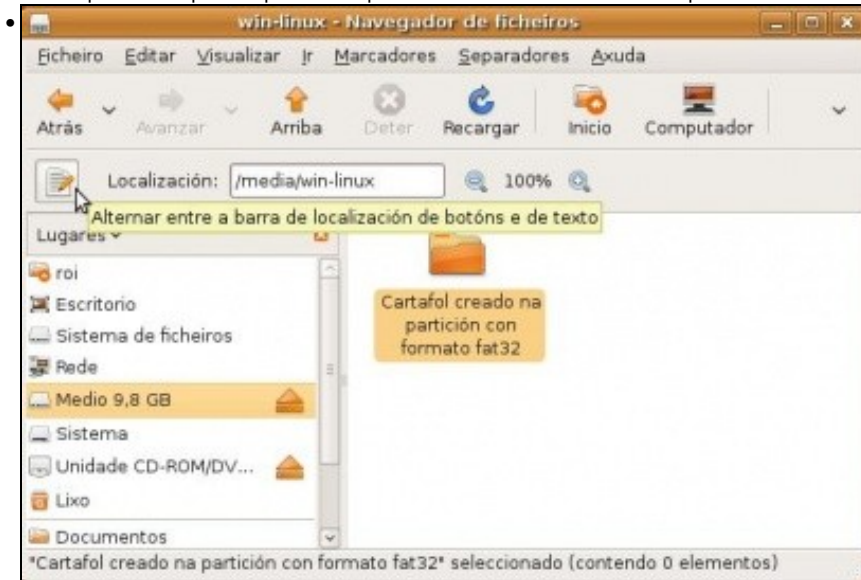 win-linux - Navegador de ficheiros
Ficheiro Editar Visualizar Ir Marcadores Separadores Axuda
Atrás Avanzar Arriba Deter Recargar Inicio Computador
Localización: /media/win-linux 100%
Alternar entre a barra de localización de botóns e de texto
Lugares
roi
Escritorio
Sistema de ficheiros
Rede
Medio 9,8 GB
Sistema
Unidade CD-ROM/DV...
Lixo
Documentos
Cartafol creado na
partición con
formato fat32
"Cartafol creado na partición con formato fat32" seleccionado (contendo 0 elementos)